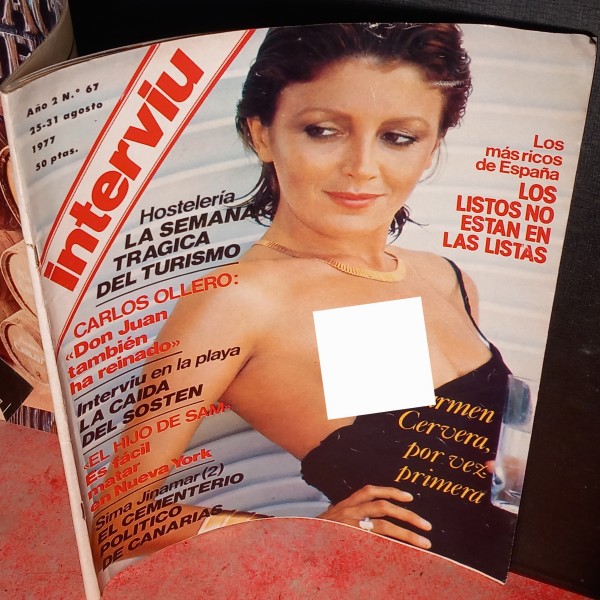 Año 2 N.º 67
25-31 agosto
1977
50 ptas.
interviu
Hostelería
LA SEMANA
TRAGICA
DEL TURISMO
CARLOS OLLERO:
«Don Juan
también
ha reinado»
Interviu en la playa
LA CAIDA
DEL SOSTEN
«EL HIJO DE SAM»
Es fácil
matar
en Nueva York
Sima Jinamar (2)
EL CEMENTERIO
POLITICO
DE CANARIAS
Los
más ricos
de España
LOS
LISTOS NO
ESTAN EN
LAS LISTAS
armen
Cervera,
por vez
primera